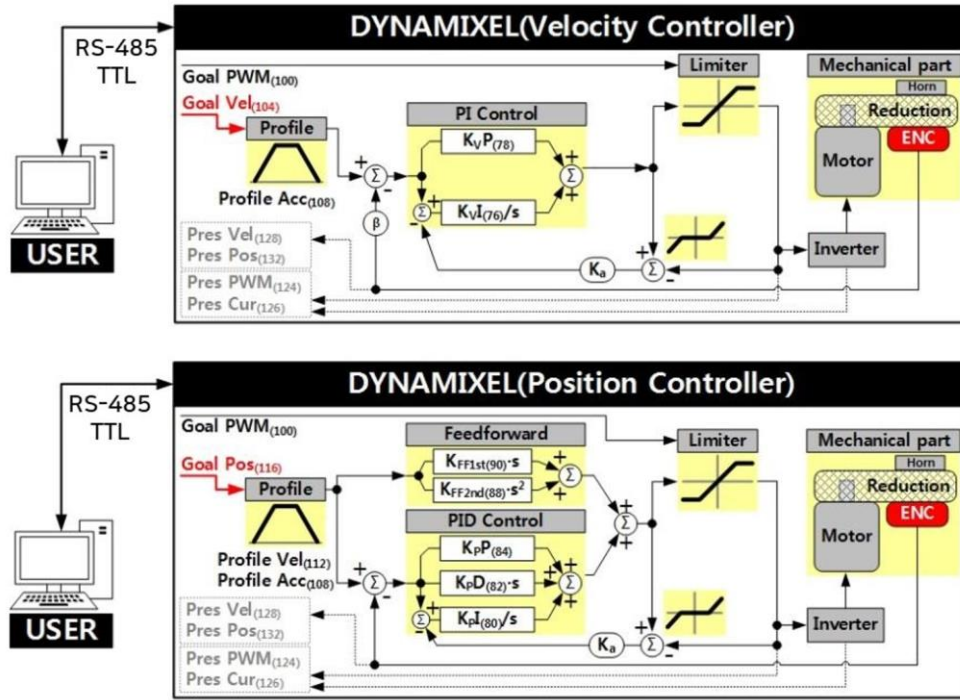 DYNAMIXEL(Velocity Controller)
RS-485
TTL
USER
Goal PWM(100)
Goal Vel(104)
Profile
Profile Acc(108)
PI Control
KVP(78)
KVI(76)/s
Σ
+
-
Σ
+
-
Σ
+
+
β
Ka
Σ
+
-
Limiter
Mechanical part
Horn
Reduction
ENC
Motor
Inverter
Pres Vel(128)
Pres Pos(132)
Pres PWM(124)
Pres Cur(126)
DYNAMIXEL(Position Controller)
RS-485
TTL
USER
Goal PWM(100)
Goal Pos(116)
Profile
Profile Vel(112)
Profile Acc(108)
Feedforward
KFF1st(90)·s
KFF2nd(88)·s²
Σ
+
+
PID Control
KPP(84)
KPD(82)·s
KPI(80)/s
Σ
+
-
Σ
+
-
Σ
+
+
+
Σ
+
+
Ka
Σ
+
-
Limiter
Mechanical part
Horn
Reduction
ENC
Motor
Inverter
Pres Vel(128)
Pres Pos(132)
Pres PWM(124)
Pres Cur(126)